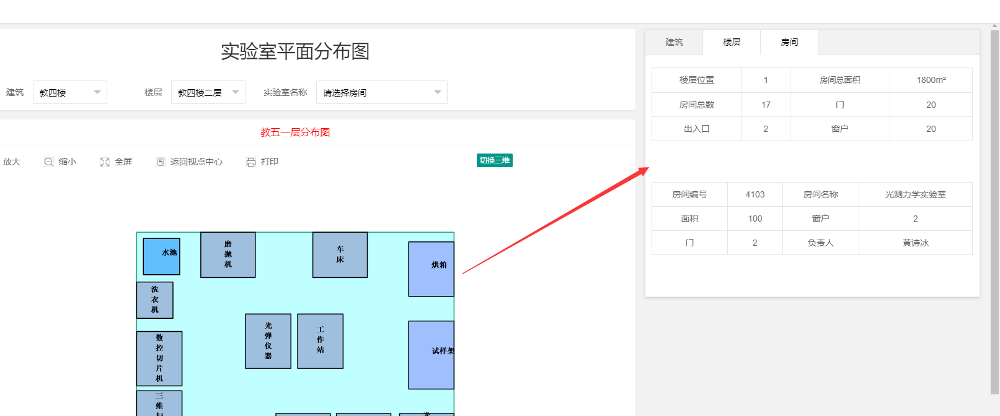 实验室平面分布图
建筑 教四楼 楼层 教四楼二层 实验室名称 请选择房间
教五一层分布图
放大 缩小 全屏 返回视点中心 打印 切换三维
水池
磨抛机
车床
烘箱
洗衣机
光弹仪器
工作站
试样架
数控切片机
三维
建筑 楼层 房间
楼层位置 1 房间总面积 1800m²
房间总数 17 门 20
出入口 2 窗户 20
房间编号 4103 房间名称 光测力学实验室
面积 100 窗户 2
门 2 负责人 黄诗冰